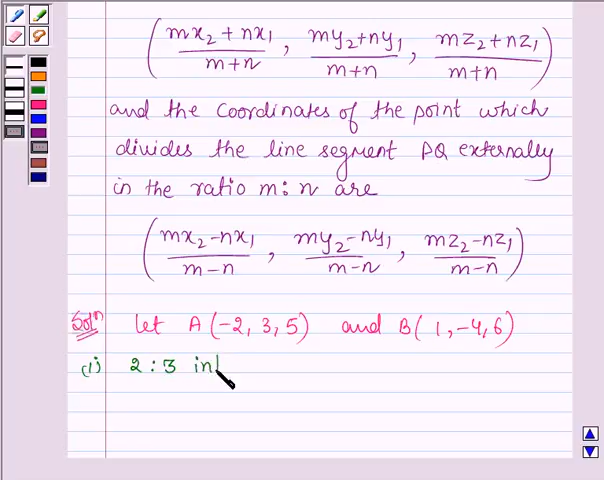 (mx₂ + nx₁ / m+n , my₂ + ny₁ / m+n , mz₂ + nz₁ / m+n)
and the coordinates of the point which
divides the line segment PQ externally
in the ratio m : n are
(mx₂ - nx₁ / m-n , my₂ - ny₁ / m-n , mz₂ - nz₁ / m-n)
Solⁿ let A(-2, 3, 5) and B(1, -4, 6)
(i) 2 : 3 int